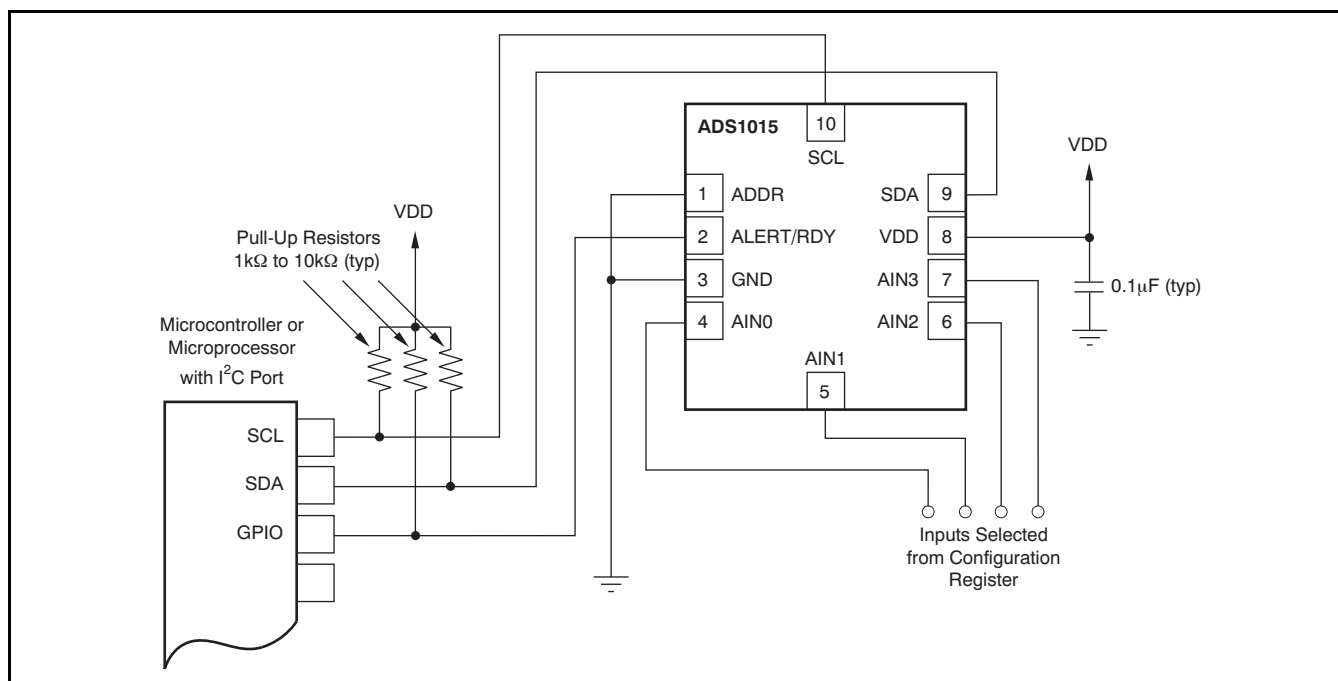 ADS1015
10
SCL
1 ADDR
SDA 9
2 ALERT/RDY
VDD 8
3 GND
AIN3 7
4 AIN0
AIN2 6
AIN1
5
VDD
0.1μF (typ)
VDD
Pull-Up Resistors
1kΩ to 10kΩ (typ)
Microcontroller or
Microprocessor
with I²C Port
SCL
SDA
GPIO
Inputs Selected
from Configuration
Register